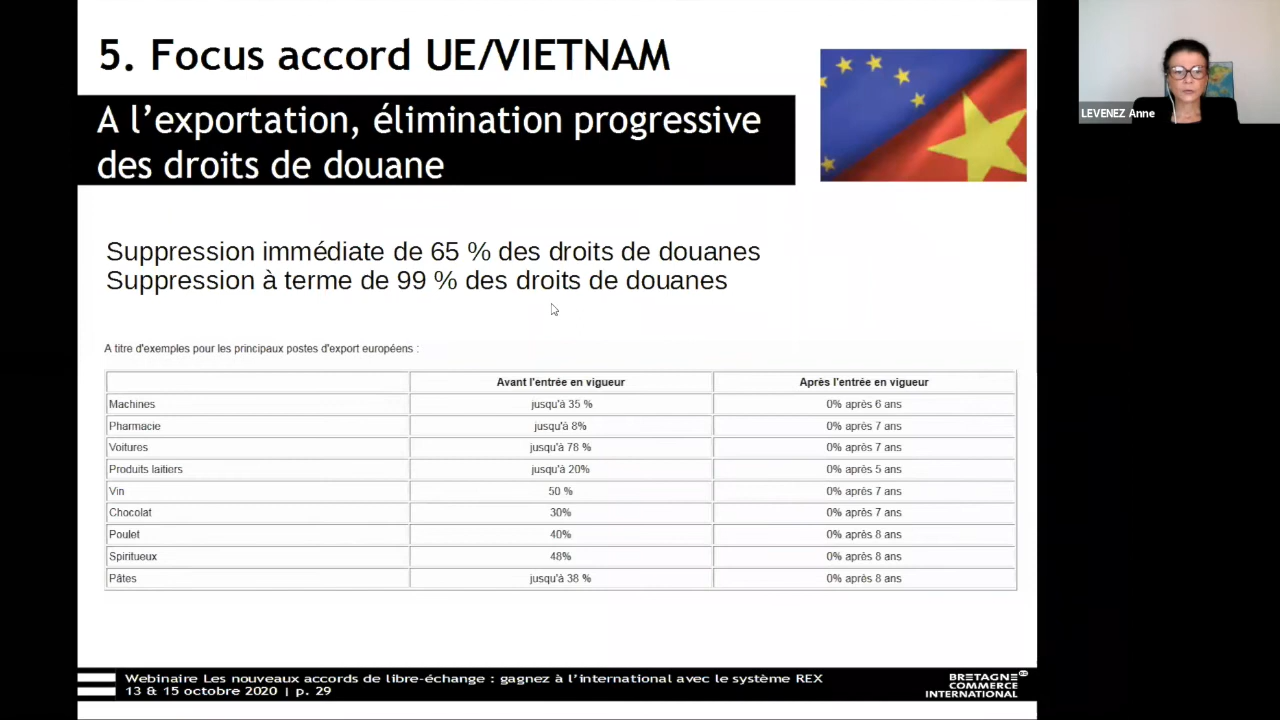 5. Focus accord UE/VIETNAM
A l’exportation, élimination progressive
des droits de douane
LEVENEZ Anne
Suppression immédiate de 65 % des droits de douanes
Suppression à terme de 99 % des droits de douanes
A titre d'exemples pour les principaux postes d'export européens :
Avant l'entrée en vigueur Après l'entrée en vigueur
Machines jusqu'à 35 % 0% après 6 ans
Pharmacie jusqu'à 8% 0% après 7 ans
Voitures jusqu'à 78 % 0% après 7 ans
Produits laitiers jusqu'à 20% 0% après 5 ans
Vin 50 % 0% après 7 ans
Chocolat 30% 0% après 7 ans
Poulet 40% 0% après 8 ans
Spiritueux 48% 0% après 8 ans
Pâtes jusqu'à 38 % 0% après 8 ans
Webinaire Les nouveaux accords de libre-échange : gagnez à l’international avec le système REX
13 & 15 octobre 2020 | p. 29
BRETAGNE
COMMERCE
INTERNATIONAL